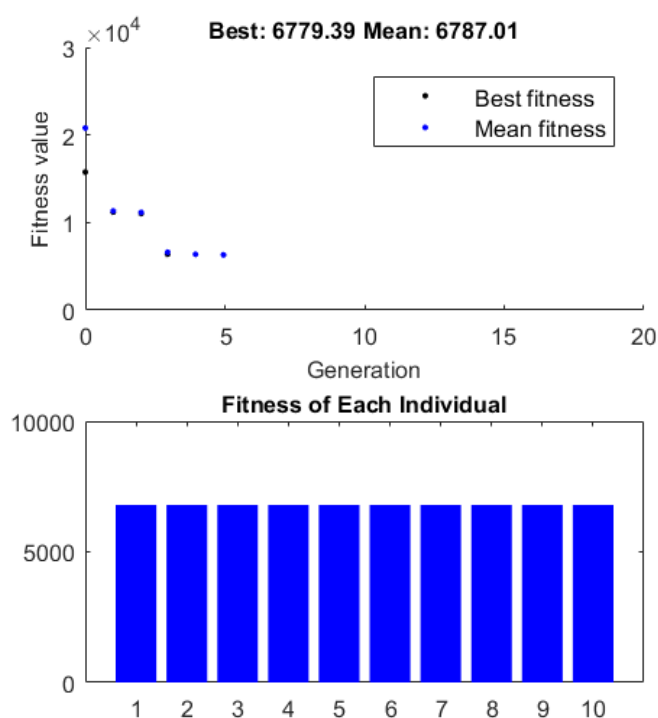 Best: 6779.39 Mean: 6787.01
×10⁴
3
2
1
0
Fitness value
Best fitness
Mean fitness
0 5 10 15 20
Generation
Fitness of Each Individual
10000
5000
0
1 2 3 4 5 6 7 8 9 10